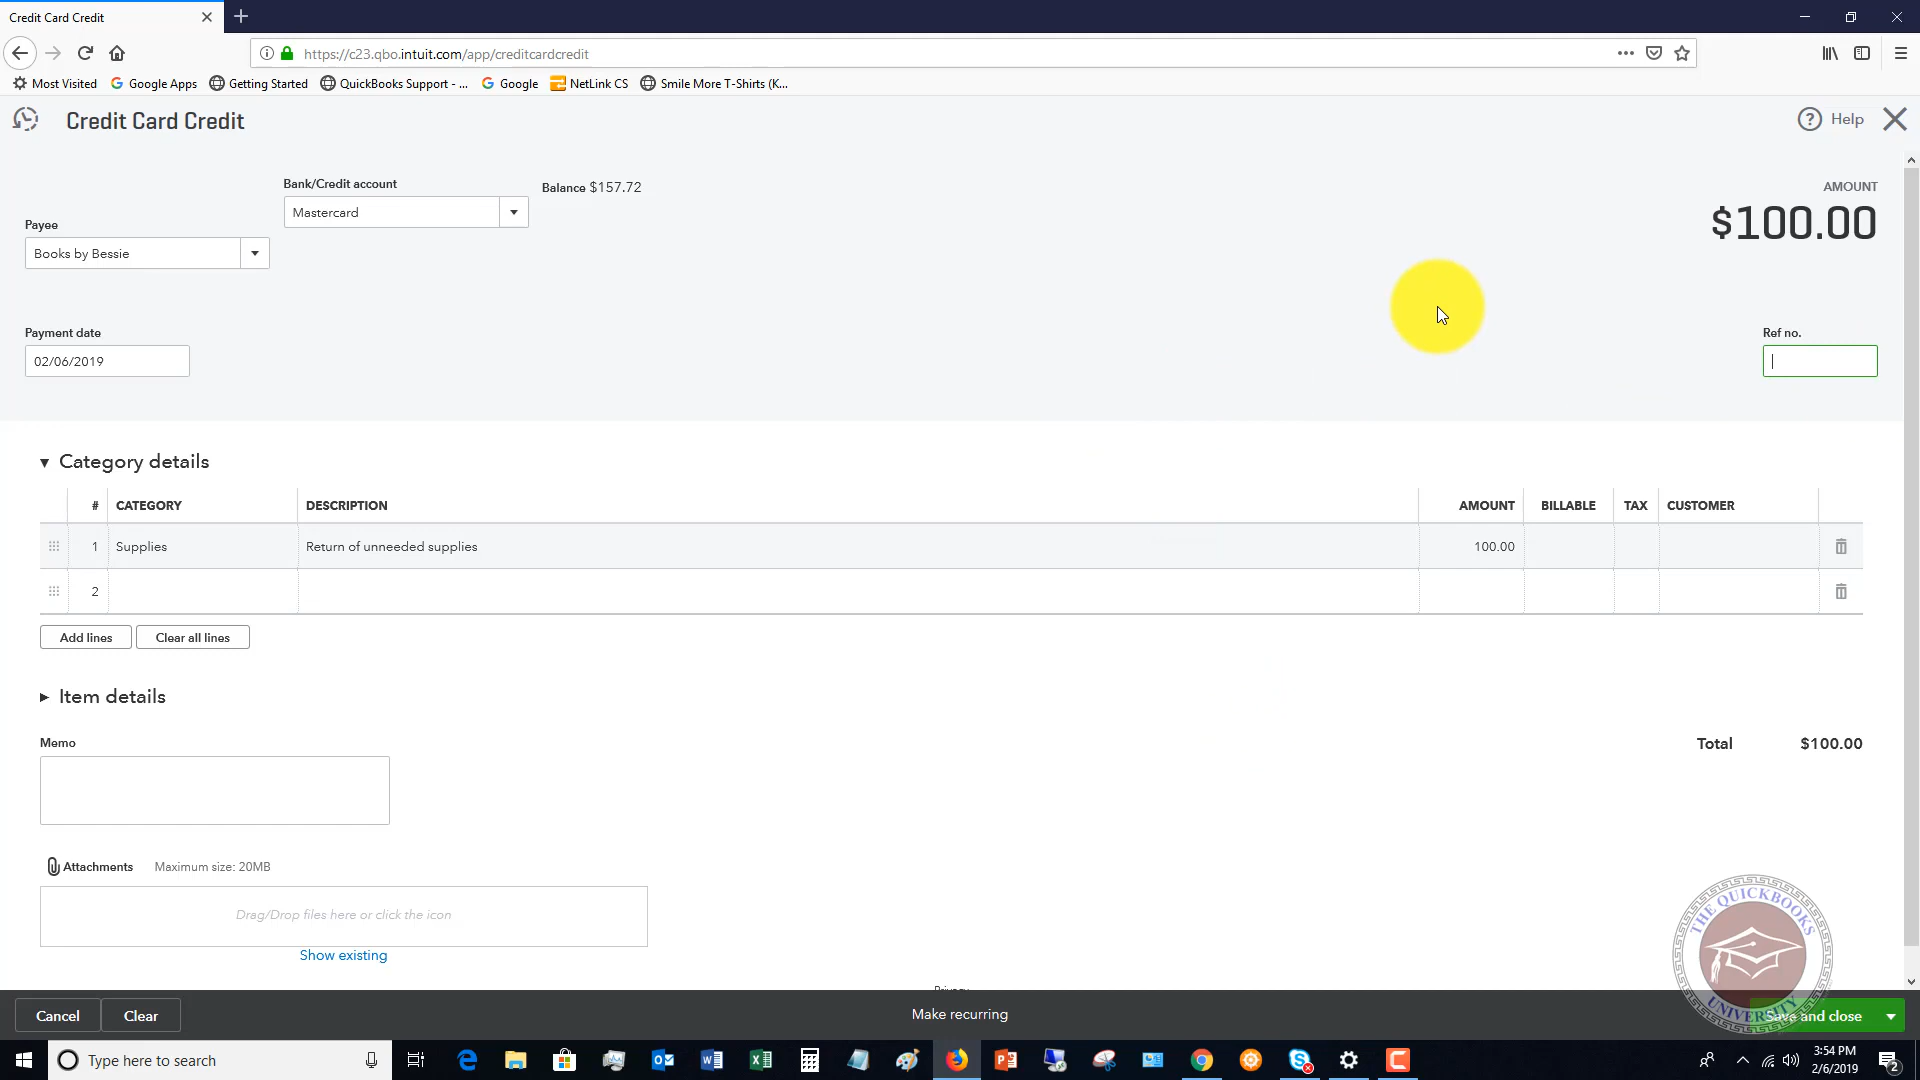 Credit Card Credit
https://c23.qbo.intuit.com/app/creditcardcredit
Most Visited Google Apps Getting Started QuickBooks Support - ... Google NetLink CS Smile More T-Shirts (K...
Credit Card Credit
? Help
Bank/Credit account
Balance $157.72
AMOUNT
Mastercard
$100.00
Payee
Books by Bessie
Payment date
Ref no.
02/06/2019
Category details
# CATEGORY DESCRIPTION AMOUNT BILLABLE TAX CUSTOMER
1 Supplies Return of unneeded supplies 100.00
2
Add lines Clear all lines
Item details
Memo
Total $100.00
Attachments Maximum size: 20MB
Drag/Drop files here or click the icon
Show existing
THE QUICKBOOKS UNIVERSITY
Privacy
Cancel Clear Make recurring Save and close
Type here to search
3:54 PM
2/6/2019
2